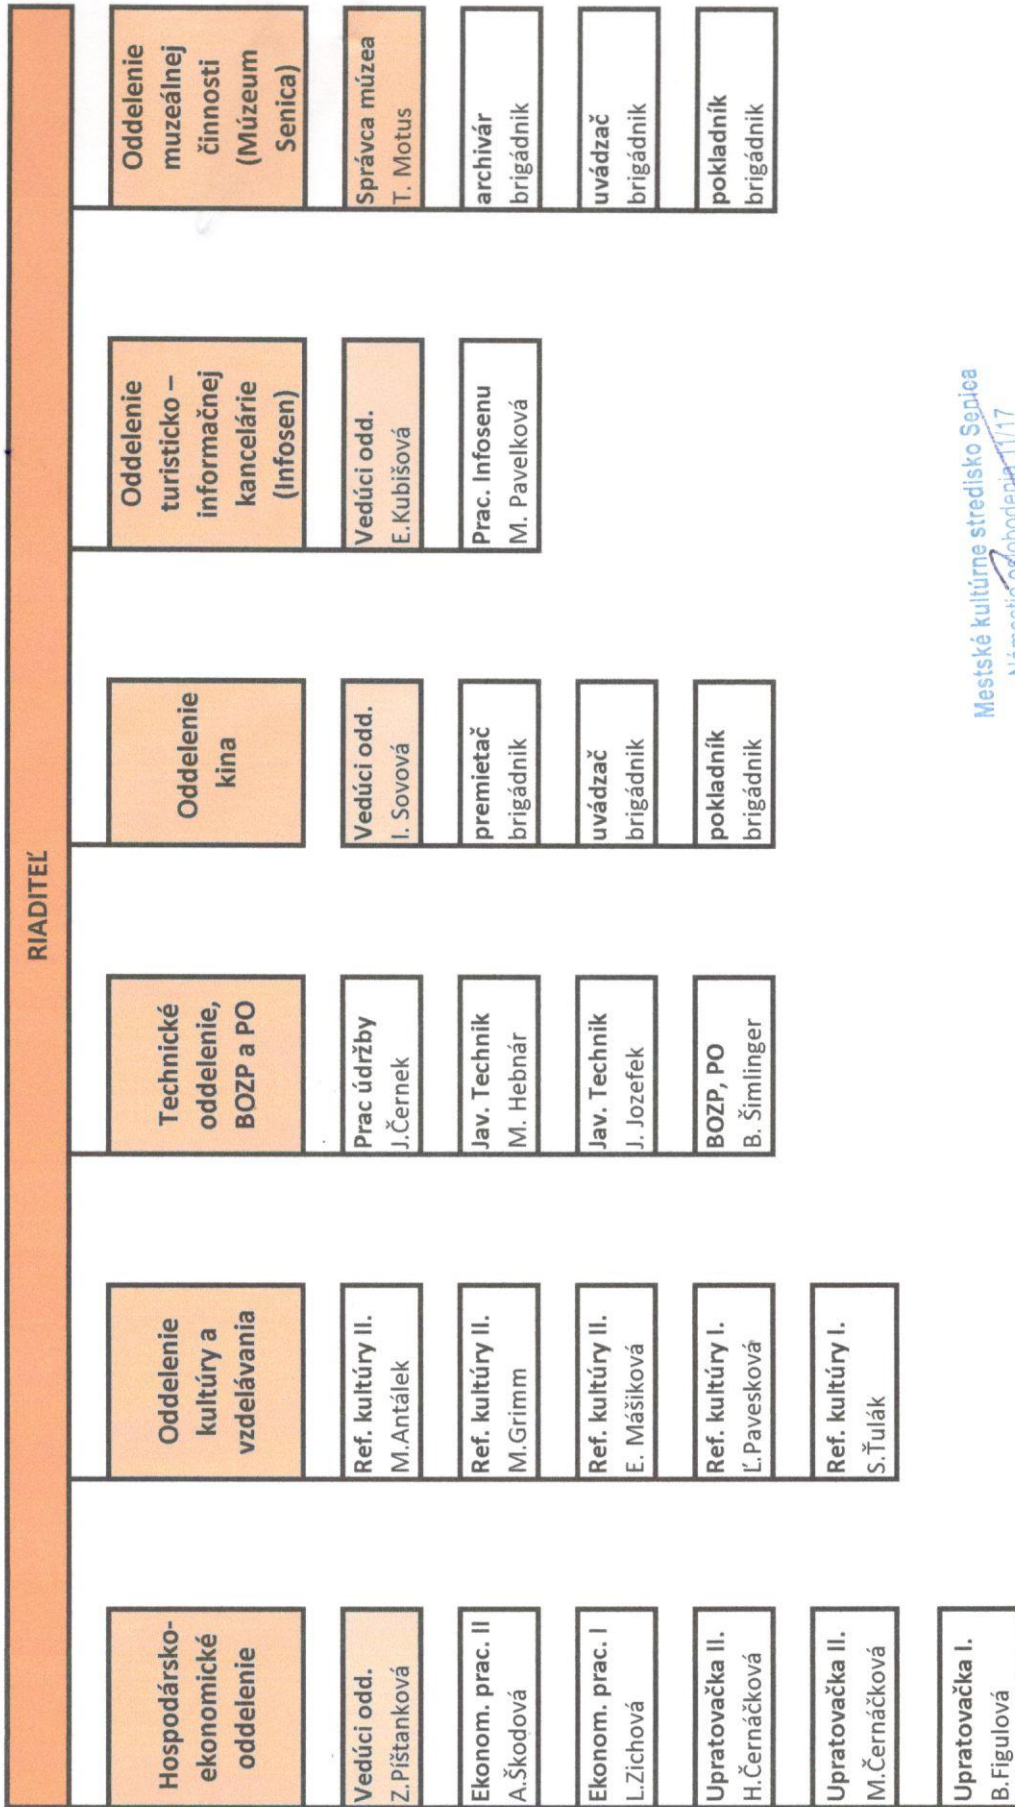 RIADITEĽ
Hospodársko-
ekonomické
oddelenie
Vedúci odd.
Z.Píštanková
Ekonom. prac. II
A.Škodová
Ekonom. prac. I
L.Zichová
Upratovačka II.
H.Černáčková
Upratovačka II.
M.Černáčková
Upratovačka I.
B.Figulová
Oddelenie
kultúry a
vzdelávania
Ref. kultúry II.
M.Antálek
Ref. kultúry II.
M.Grimm
Ref. kultúry II.
E. Mášiková
Ref. kultúry I.
Ľ.Pavesková
Ref. kultúry I.
S.Ťulák
Technické
oddelenie,
BOZP a PO
Prac údržby
J.Černek
Jav. Technik
M. Hebnár
Jav. Technik
J. Jozefek
BOZP, PO
B. Šimlinger
Oddelenie
kina
Vedúci odd.
I. Sovová
premietač
brigádnik
uvádzač
brigádnik
pokladník
brigádnik
Oddelenie
turisticko –
informačnej
kancelárie
(Infosen)
Vedúci odd.
E.Kubišová
Prac. Infosenu
M. Pavelková
Oddelenie
muzeálnej
činnosti
(Múzeum
Senica)
Správca múzea
T. Motus
archivár
brigádnik
uvádzač
brigádnik
pokladník
brigádnik
Mestské kultúrne stredisko Senica
Námestie oslobodenia 11/17